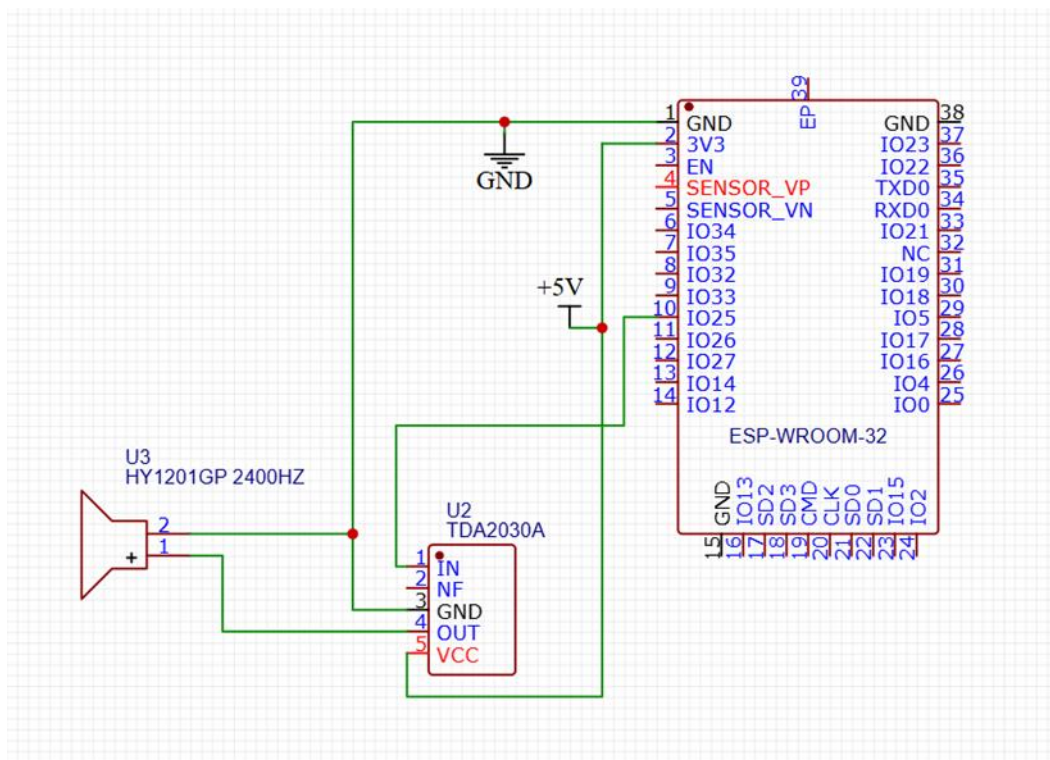 EP 39
1 GND
2 3V3
3 EN
4 SENSOR_VP
5 SENSOR_VN
6 IO34
7 IO35
8 IO32
9 IO33
10 IO25
11 IO26
12 IO27
13 IO14
14 IO12
GND 38
IO23 37
IO22 36
TXD0 35
RXD0 34
IO21 33
NC 32
IO19 31
IO18 30
IO5 29
IO17 28
IO16 27
IO4 26
IO0 25
ESP-WROOM-32
GND 15
IO13 16
SD2 17
SD3 18
CMD 19
CLK 20
SD0 21
SD1 22
IO15 23
IO2 24
GND
+5V
U3
HY1201GP 2400HZ
2
1
+
U2
TDA2030A
1 IN
2 NF
3 GND
4 OUT
5 VCC